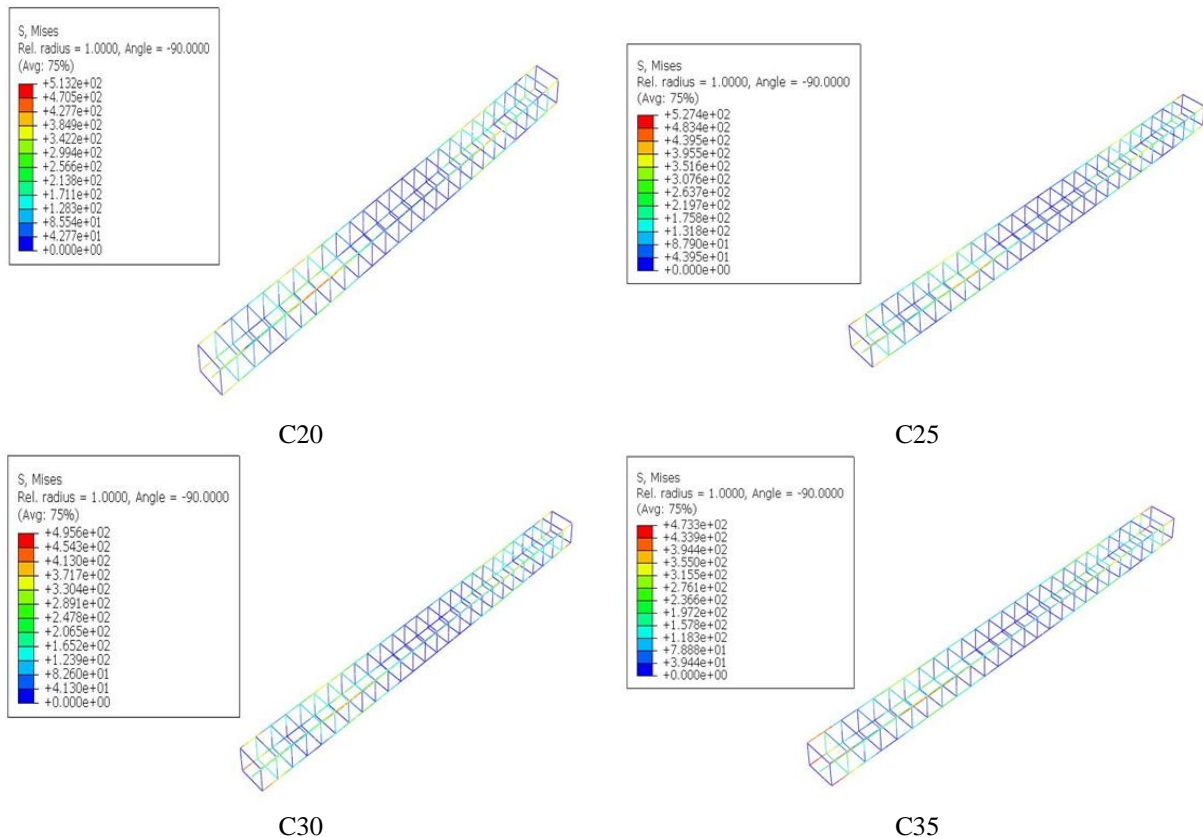 S, Mises
Rel. radius = 1.0000, Angle = -90.0000
(Avg: 75%)
+5.132e+02
+4.705e+02
+4.277e+02
+3.849e+02
+3.422e+02
+2.994e+02
+2.566e+02
+2.138e+02
+1.711e+02
+1.283e+02
+8.554e+01
+4.277e+01
+0.000e+00
C20
S, Mises
Rel. radius = 1.0000, Angle = -90.0000
(Avg: 75%)
+5.274e+02
+4.834e+02
+4.395e+02
+3.955e+02
+3.516e+02
+3.076e+02
+2.637e+02
+2.197e+02
+1.758e+02
+1.318e+02
+8.790e+01
+4.395e+01
+0.000e+00
C25
S, Mises
Rel. radius = 1.0000, Angle = -90.0000
(Avg: 75%)
+4.956e+02
+4.543e+02
+4.130e+02
+3.717e+02
+3.304e+02
+2.891e+02
+2.478e+02
+2.065e+02
+1.652e+02
+1.239e+02
+8.260e+01
+4.130e+01
+0.000e+00
C30
S, Mises
Rel. radius = 1.0000, Angle = -90.0000
(Avg: 75%)
+4.733e+02
+4.339e+02
+3.944e+02
+3.550e+02
+3.155e+02
+2.761e+02
+2.366e+02
+1.972e+02
+1.578e+02
+1.183e+02
+7.888e+01
+3.944e+01
+0.000e+00
C35